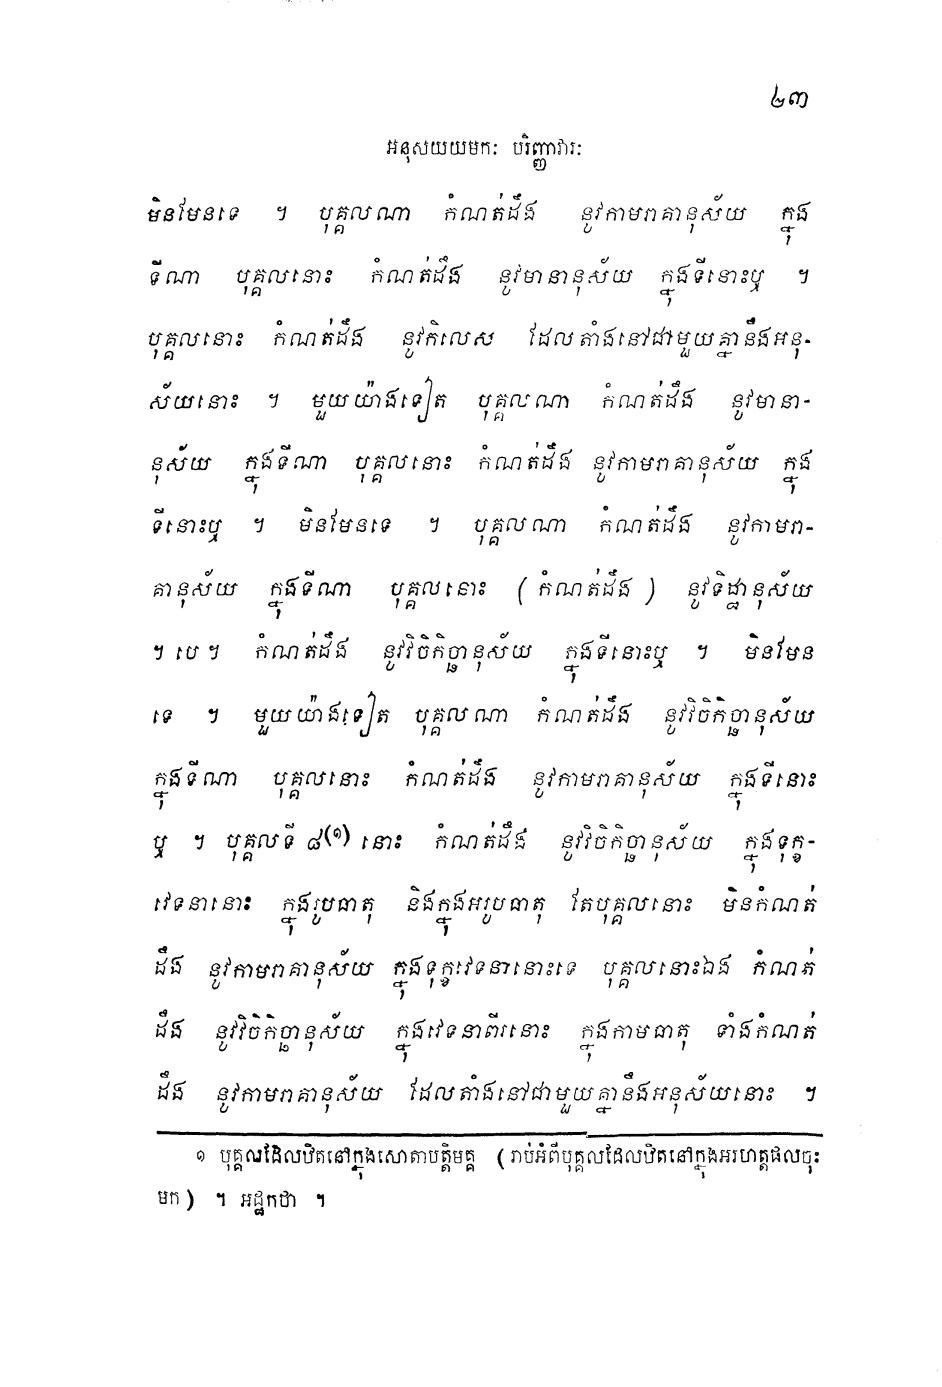 ៤៣
អនុសយយមកៈ បរិញ្ញាវារៈ
មិនមែនទេ ។ បុគ្គលណា កំណត់ដឹង នូវកាមរាគានុស័យ ក្នុង
ទីណា បុគ្គលនោះ កំណត់ដឹង នូវមានានុស័យ ក្នុងទីនោះឬ ។
បុគ្គលនោះ កំណត់ដឹង នូវកិលេស ដែលតាំងនៅជាមួយគ្នានឹងអនុ-
ស័យនោះ ។ មួយយ៉ាងទៀត បុគ្គលណា កំណត់ដឹង នូវមានា-
នុស័យ ក្នុងទីណា បុគ្គលនោះ កំណត់ដឹង នូវកាមរាគានុស័យ ក្នុង
ទីនោះឬ ។ មិនមែនទេ ។ បុគ្គលណា កំណត់ដឹង នូវកាមរា-
គានុស័យ ក្នុងទីណា បុគ្គលនោះ (កំណត់ដឹង) នូវទិដ្ឋានុស័យ
។ បេ ។ កំណត់ដឹង នូវវិចិកិច្ឆានុស័យ ក្នុងទីនោះឬ ។ មិនមែន
ទេ ។ មួយយ៉ាងទៀត បុគ្គលណា កំណត់ដឹង នូវវិចិកិច្ឆានុស័យ
ក្នុងទីណា បុគ្គលនោះ កំណត់ដឹង នូវកាមរាគានុស័យ ក្នុងទីនោះ
ឬ ។ បុគ្គលទី ៨(១) នោះ កំណត់ដឹង នូវវិចិកិច្ឆានុស័យ ក្នុងទុក្ខ-
វេទនានោះ ក្នុងរូបធាតុ និងក្នុងអរូបធាតុ តែបុគ្គលនោះ មិនកំណត់
ដឹង នូវកាមរាគានុស័យ ក្នុងទុក្ខវេទនានោះទេ បុគ្គលនោះឯង កំណត់
ដឹង នូវវិចិកិច្ឆានុស័យ ក្នុងវេទនាពីរនោះ ក្នុងកាមធាតុ ទាំងកំណត់
ដឹង នូវកាមរាគានុស័យ ដែលតាំងនៅជាមួយគ្នានឹងអនុស័យនោះ ។
១ បុគ្គលដែលឋិតនៅក្នុងសោតាបត្តិមគ្គ (រាប់អំពីបុគ្គលដែលឋិតនៅក្នុងអរហត្តផលចុះ
មក) ។ អដ្ឋកថា ។